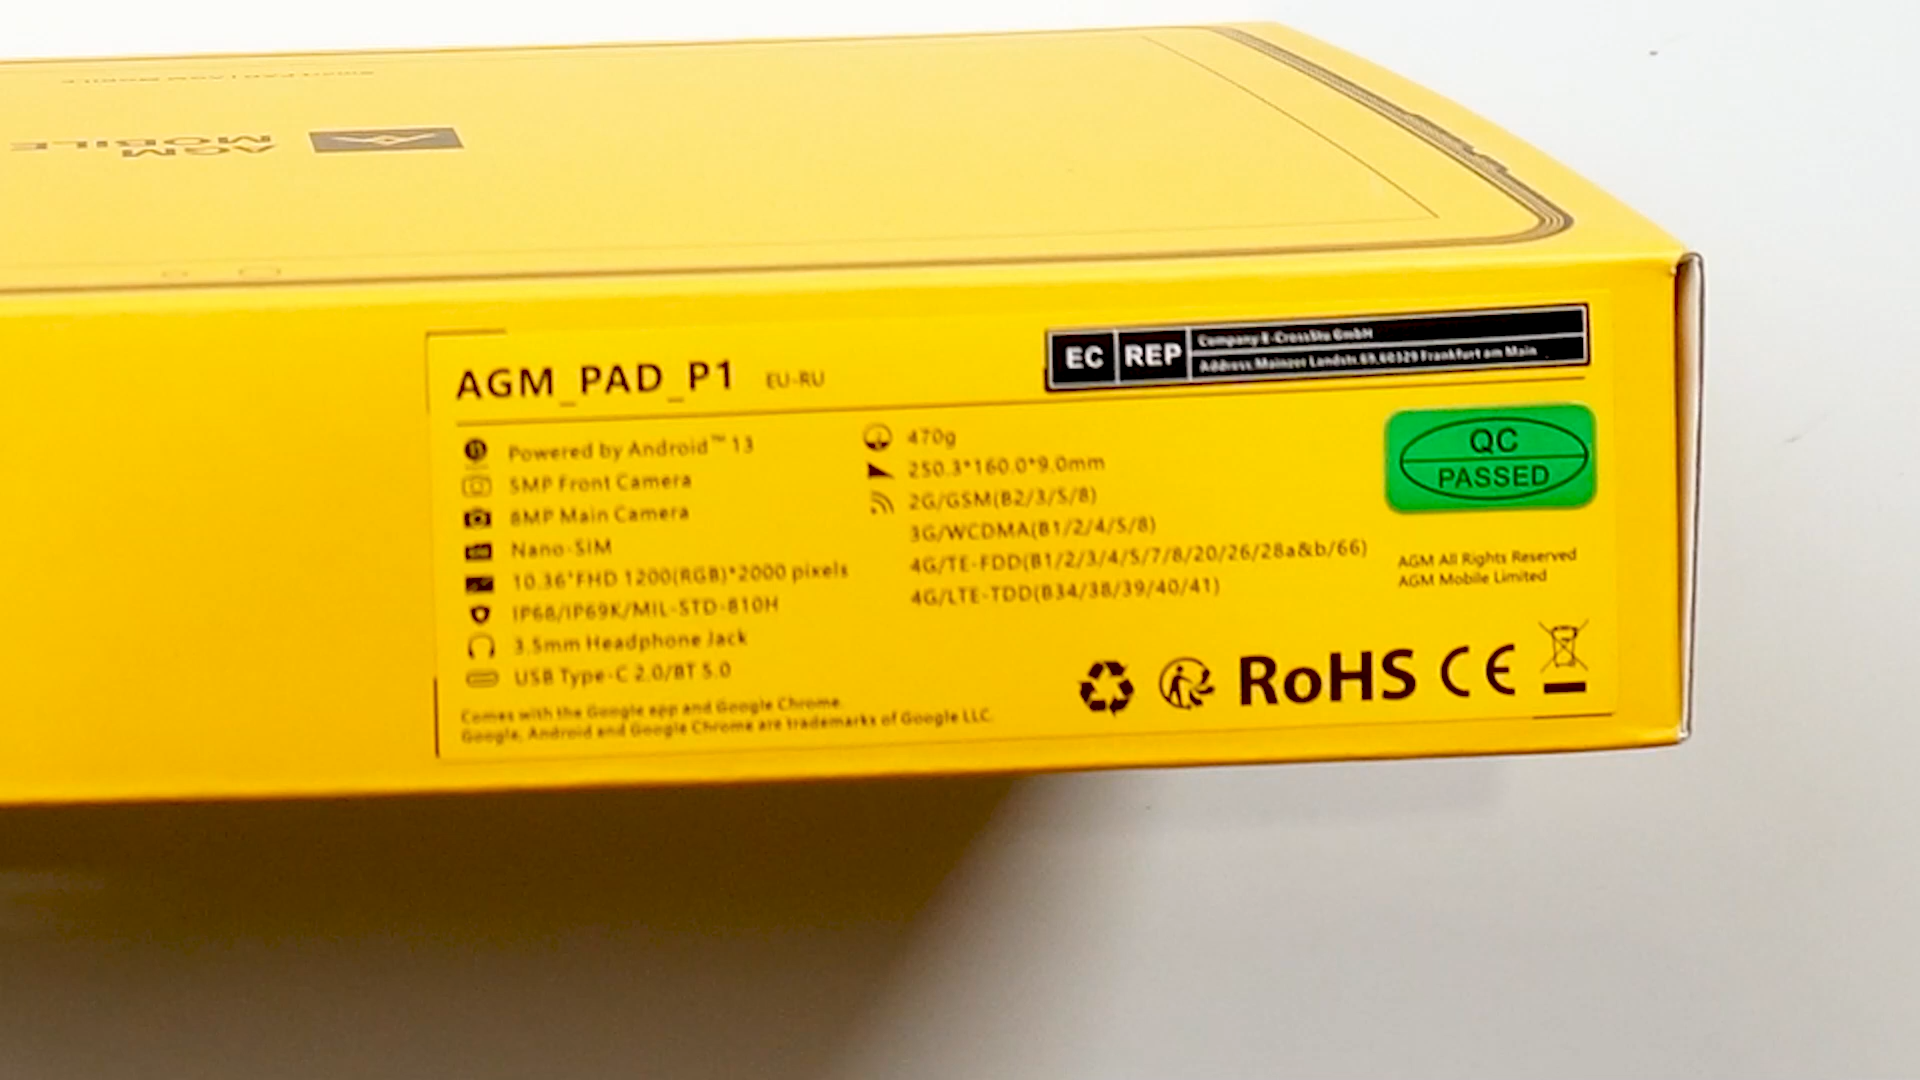 AGM
MOBILE
AGM_PAD_P1 EU-RU
EC REP
Company:E-CrossStu GmbH
Address:Mainzer Landstr.69,60329 Frankfurt am Main
Powered by Android™ 13
5MP Front Camera
8MP Main Camera
Nano-SIM
10.36"FHD 1200(RGB)*2000 pixels
IP68/IP69K/MIL-STD-810H
3.5mm Headphone Jack
USB Type-C 2.0/BT 5.0
Comes with the Google app and Google Chrome.
Google, Android and Google Chrome are trademarks of Google LLC.
470g
250.3*160.0*9.0mm
2G/GSM(B2/3/5/8)
3G/WCDMA(B1/2/4/5/8)
4G/TE-FDD(B1/2/3/4/5/7/8/20/26/28a&b/66)
4G/LTE-TDD(B34/38/39/40/41)
QC
PASSED
AGM All Rights Reserved
AGM Mobile Limited
RoHS CE